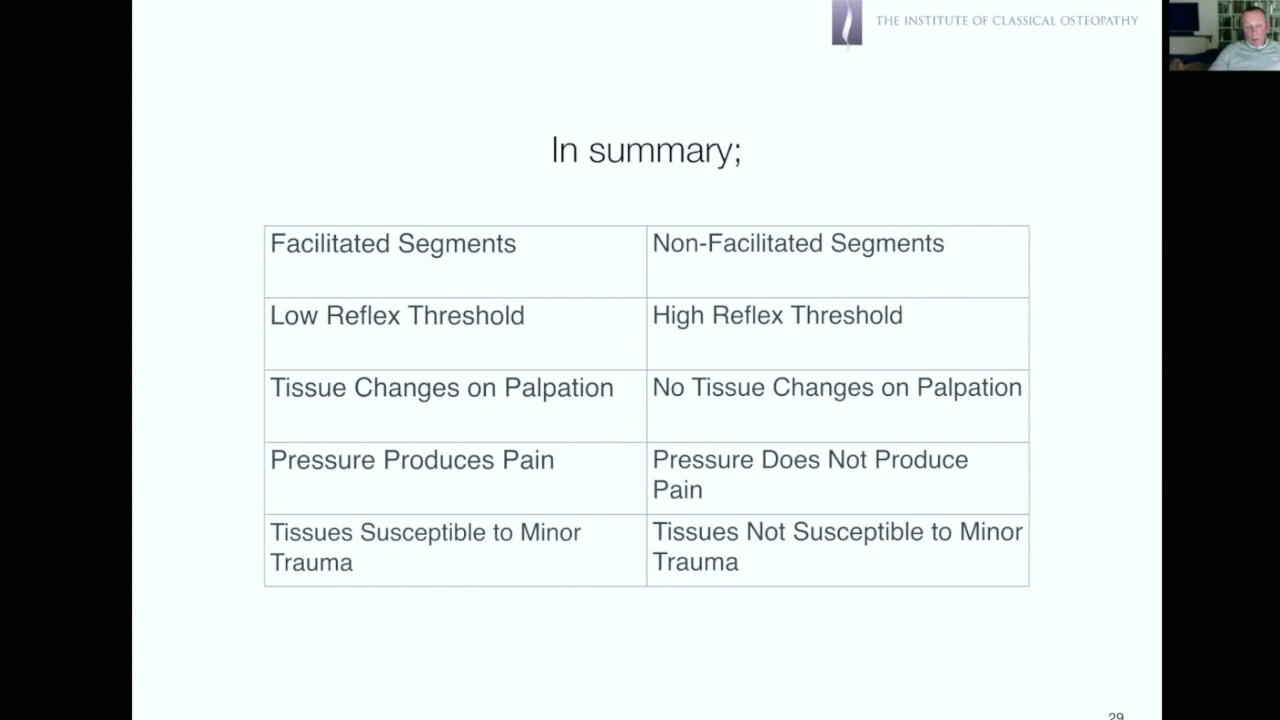 THE INSTITUTE OF CLASSICAL OSTEOPATHY
In summary;
Facilitated Segments
Non-Facilitated Segments
Low Reflex Threshold
High Reflex Threshold
Tissue Changes on Palpation
No Tissue Changes on Palpation
Pressure Produces Pain
Pressure Does Not Produce
Pain
Tissues Susceptible to Minor
Trauma
Tissues Not Susceptible to Minor
Trauma
29